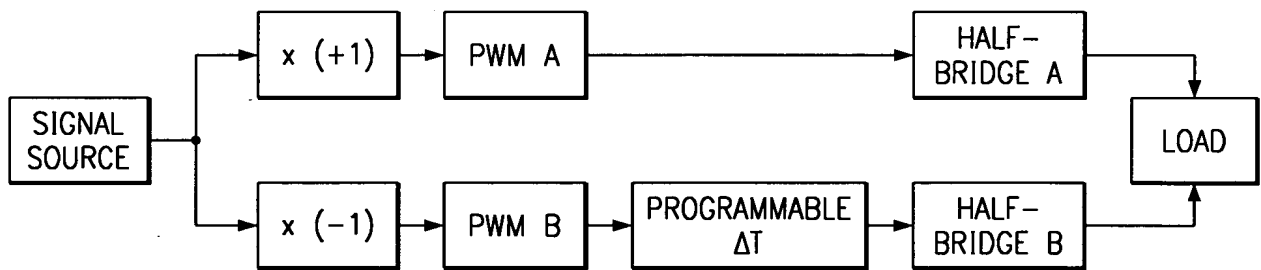 SIGNAL
SOURCE
x (+1)
PWM A
HALF-
BRIDGE A
LOAD
x (-1)
PWM B
PROGRAMMABLE
ΔT
HALF-
BRIDGE B